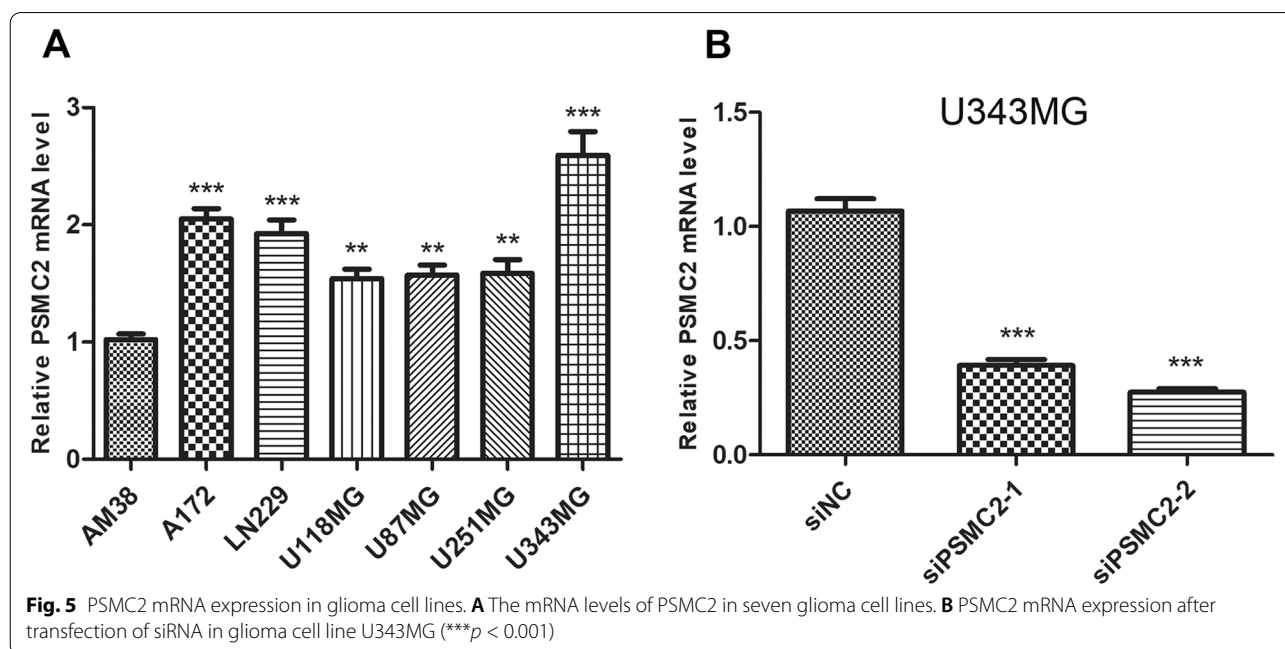 A
Relative PSMC2 mRNA level
3
2
1
0
***
***
**
**
**
***
AM38
A172
LN229
U118MG
U87MG
U251MG
U343MG
B
U343MG
Relative PSMC2 mRNA level
1.5
1.0
0.5
0.0
***
***
siNC
siPSMC2-1
siPSMC2-2
Fig. 5 PSMC2 mRNA expression in glioma cell lines. A The mRNA levels of PSMC2 in seven glioma cell lines. B PSMC2 mRNA expression after
transfection of siRNA in glioma cell line U343MG (***p < 0.001)